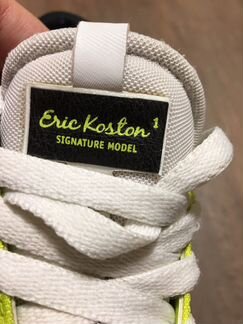 Eric Koston 1
SIGNATURE MODEL